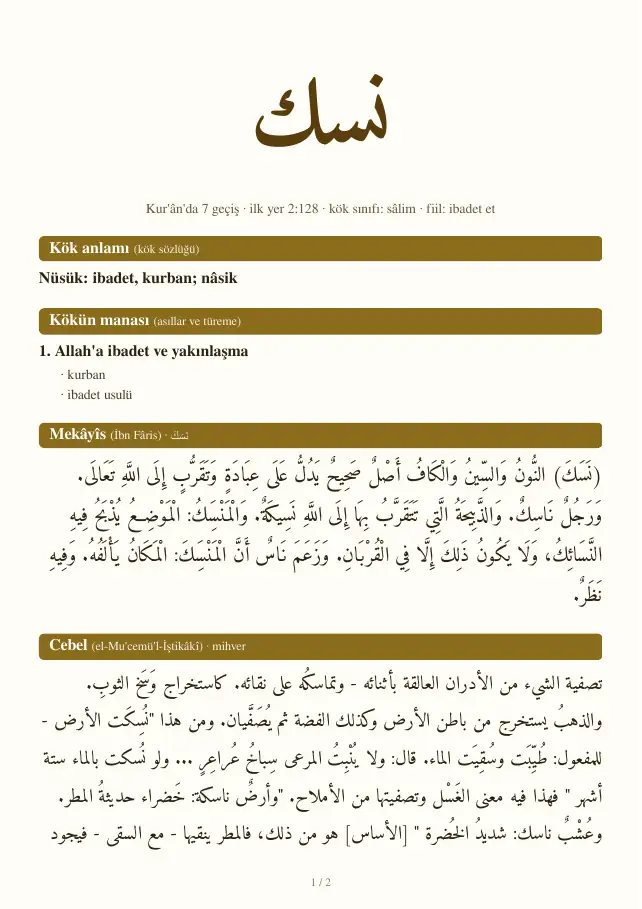 نسك
Kur'ân'da 7 geçiş · ilk yer 2:128 · kök sınıfı: sâlim · fiil: ibadet et
Kök anlamı (kök sözlüğü)
Nüsük: ibadet, kurban; nâsik
Kökün manası (asıllar ve türeme)
1. Allah'a ibadet ve yakınlaşma
· kurban
· ibadet usulü
Mekâyîs (İbn Fâris) · نَسَكَ
(نَسَكَ) النُّونُ وَالسِّينُ وَالْكَافُ أَصْلٌ صَحِيحٌ يَدُلُّ عَلَى عِبَادَةٍ وَتَقَرُّبٍ إِلَى اللَّهِ تَعَالَى.
وَرَجُلٌ نَاسِكٌ. وَالذَّبِيحَةُ الَّتِي تَتَقَرَّبُ بِهَا إِلَى اللَّهِ نَسِيكَةٌ. وَالْمَنْسِكُ: الْمَوْضِعُ يُذْبَحُ فِيهِ
النَّسَائِكُ، وَلَا يَكُونُ ذَلِكَ إِلَّا فِي الْقُرْبَانِ. وَزَعَمَ نَاسٌ أَنَّ الْمَنْسِكَ: الْمَكَانُ يَأْلَفُهُ. وَفِيهِ
نَظَرٌ.
Cebel (el-Mu'cemü'l-İştikâkî) · mihver
تصفية الشيء من الأدران العالقة بأثنائه - وتماسكُه على نقائه. كاستخراج وَسَخ الثوبِ.
والذهبُ يستخرج من باطن الأرض وكذلك الفضة ثم يُصَفَّيان. ومن هذا "نُسِكَت الأرض -
للمفعول: طُيِّبَت وسُقِيَت الماء. قال: ولا يُنْبِتُ المرعى سِباخُ عُراعِرٍ ... ولو نُسكت بالماء ستة
أشهر " فهذا فيه معنى الغَسْل وتصفيتها من الأملاح. "وأرضٌ ناسكة: خَضراء حديثةُ المطر.
وعُشْبٌ ناسك: شديدُ الخُضرة " [الأساس] هو من ذلك، فالمطر ينقيها - مع السقى - فيجود
1 / 2